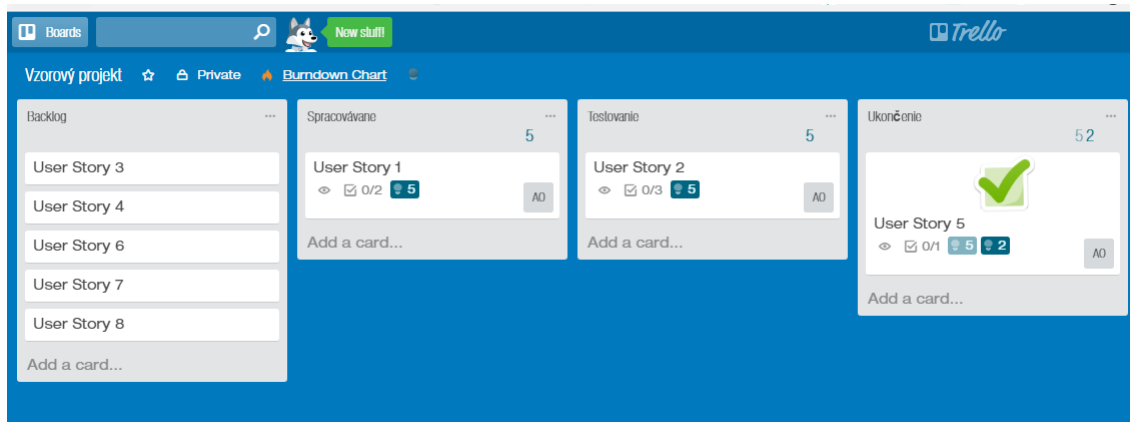 Boards
New stuff!
Trello
Vzorový projekt Private Burndown Chart
Backlog
User Story 3
User Story 4
User Story 6
User Story 7
User Story 8
Add a card...
Spracovávane
5
User Story 1
0/2 5
AO
Add a card...
Testovanie
5
User Story 2
0/3 5
AO
Add a card...
Ukončenie
5 2
User Story 5
0/1 5 2
AO
Add a card...